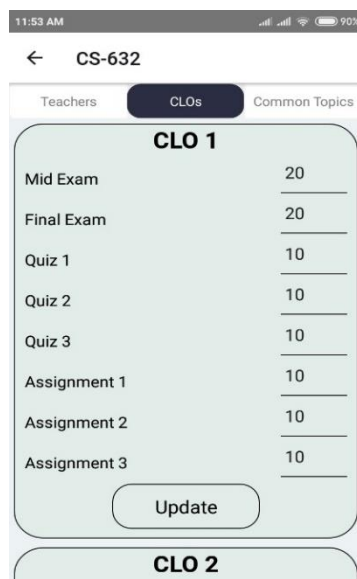 11:53 AM 90%
← CS-632
Teachers CLOs Common Topics
CLO 1
Mid Exam 20
Final Exam 20
Quiz 1 10
Quiz 2 10
Quiz 3 10
Assignment 1 10
Assignment 2 10
Assignment 3 10
Update
CLO 2